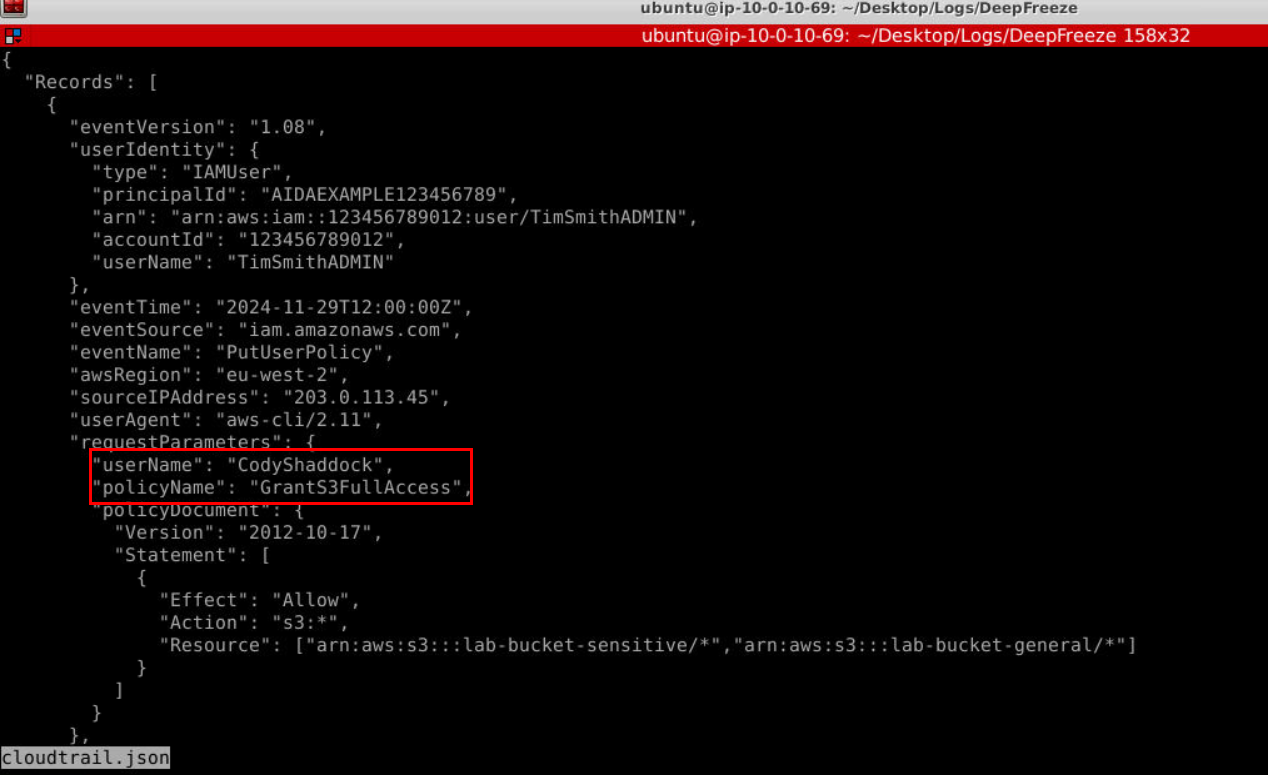 ubuntu@ip-10-0-10-69: ~/Desktop/Logs/DeepFreeze
ubuntu@ip-10-0-10-69: ~/Desktop/Logs/DeepFreeze 158x32
{
  "Records": [
    {
      "eventVersion": "1.08",
      "userIdentity": {
        "type": "IAMUser",
        "principalId": "AIDAEXAMPLE123456789",
        "arn": "arn:aws:iam::123456789012:user/TimSmithADMIN",
        "accountId": "123456789012",
        "userName": "TimSmithADMIN"
      },
      "eventTime": "2024-11-29T12:00:00Z",
      "eventSource": "iam.amazonaws.com",
      "eventName": "PutUserPolicy",
      "awsRegion": "eu-west-2",
      "sourceIPAddress": "203.0.113.45",
      "userAgent": "aws-cli/2.11",
      "requestParameters": {
        "userName": "CodyShaddock",
        "policyName": "GrantS3FullAccess",
        "policyDocument": {
          "Version": "2012-10-17",
          "Statement": [
            {
              "Effect": "Allow",
              "Action": "s3:*",
              "Resource": ["arn:aws:s3:::lab-bucket-sensitive/*","arn:aws:s3:::lab-bucket-general/*"]
            }
          ]
        }
      },
cloudtrail.json